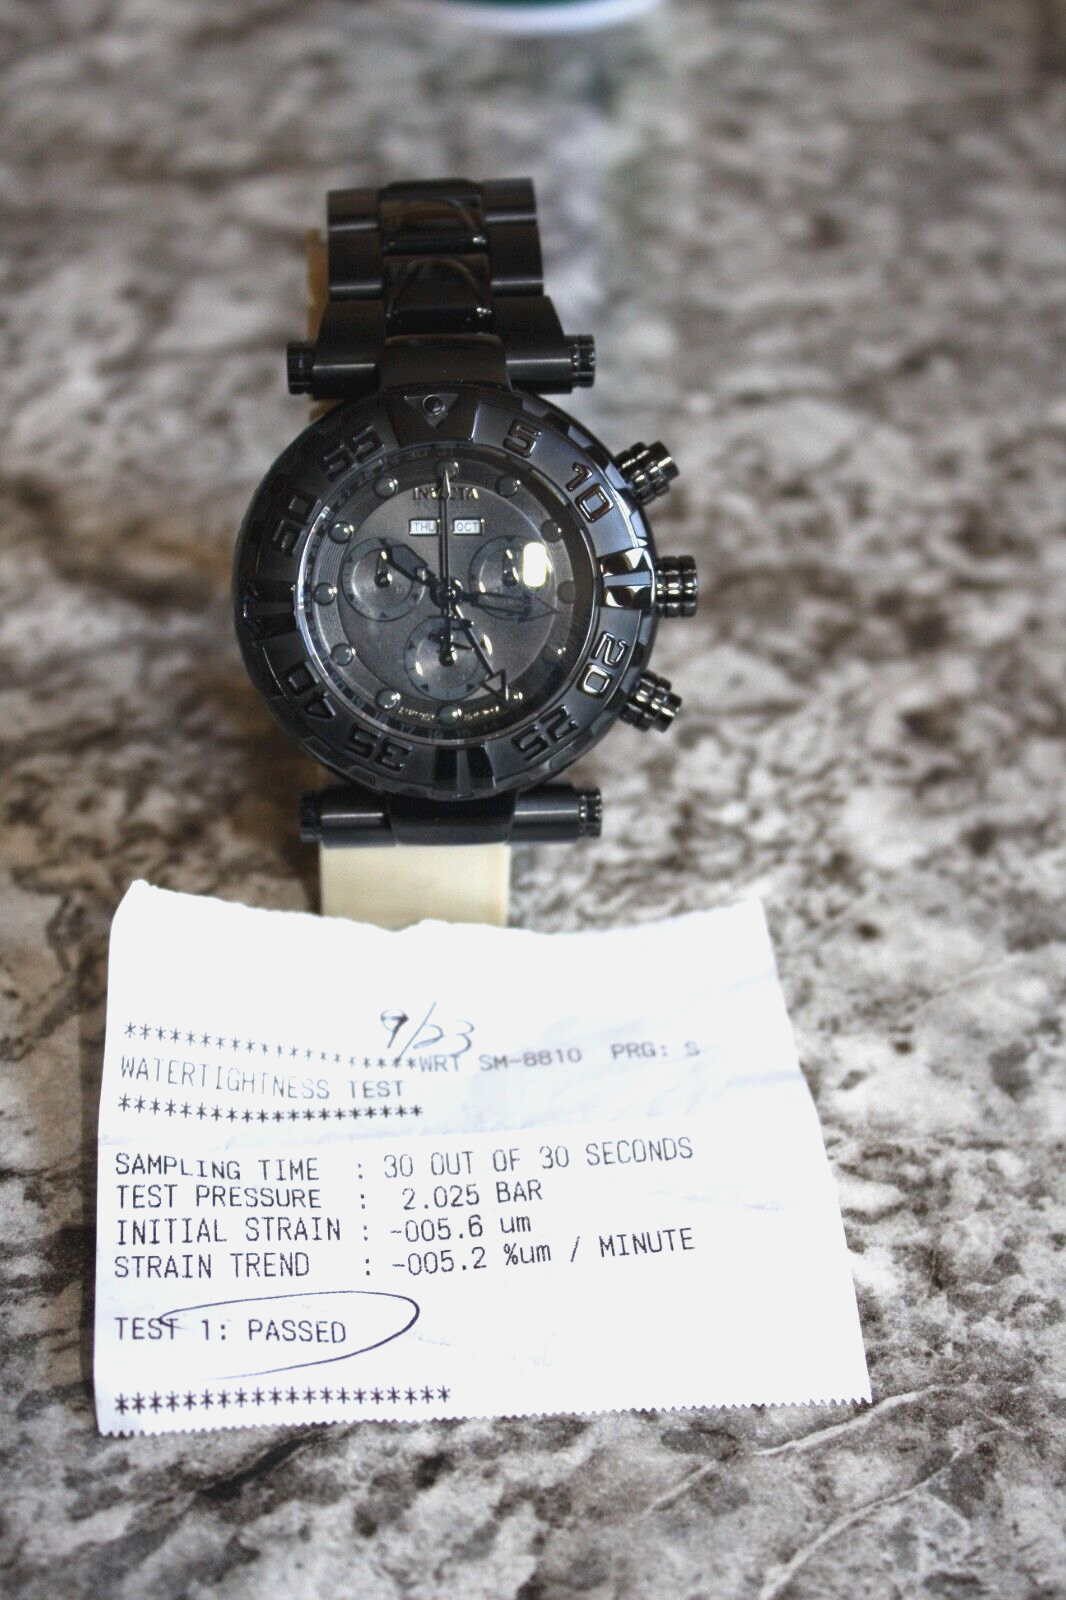 55
5
10
50
INVICTA
THU OCT
20
40
25
35
9/23
********************WRT SM-8810 PRG: S
WATERTIGHTNESS TEST
********************
SAMPLING TIME : 30 OUT OF 30 SECONDS
TEST PRESSURE : 2.025 BAR
INITIAL STRAIN : -005.6 um
STRAIN TREND : -005.2 %um / MINUTE
TEST 1: PASSED
********************